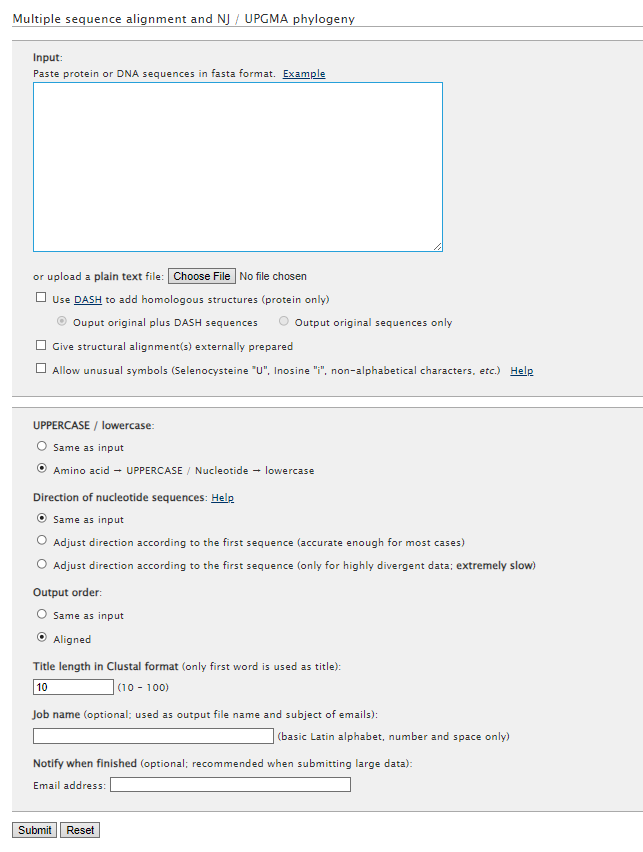 Multiple sequence alignment and NJ / UPGMA phylogeny
Input:
Paste protein or DNA sequences in fasta format. Example
or upload a plain text file: Choose File No file chosen
Use DASH to add homologous structures (protein only)
Ouput original plus DASH sequences Output original sequences only
Give structural alignment(s) externally prepared
Allow unusual symbols (Selenocysteine "U", Inosine "i", non-alphabetical characters, etc.) Help
UPPERCASE / lowercase:
Same as input
Amino acid → UPPERCASE / Nucleotide → lowercase
Direction of nucleotide sequences: Help
Same as input
Adjust direction according to the first sequence (accurate enough for most cases)
Adjust direction according to the first sequence (only for highly divergent data; extremely slow)
Output order:
Same as input
Aligned
Title length in Clustal format (only first word is used as title):
10 (10 - 100)
Job name (optional; used as output file name and subject of emails):
(basic Latin alphabet, number and space only)
Notify when finished (optional; recommended when submitting large data):
Email address:
Submit Reset